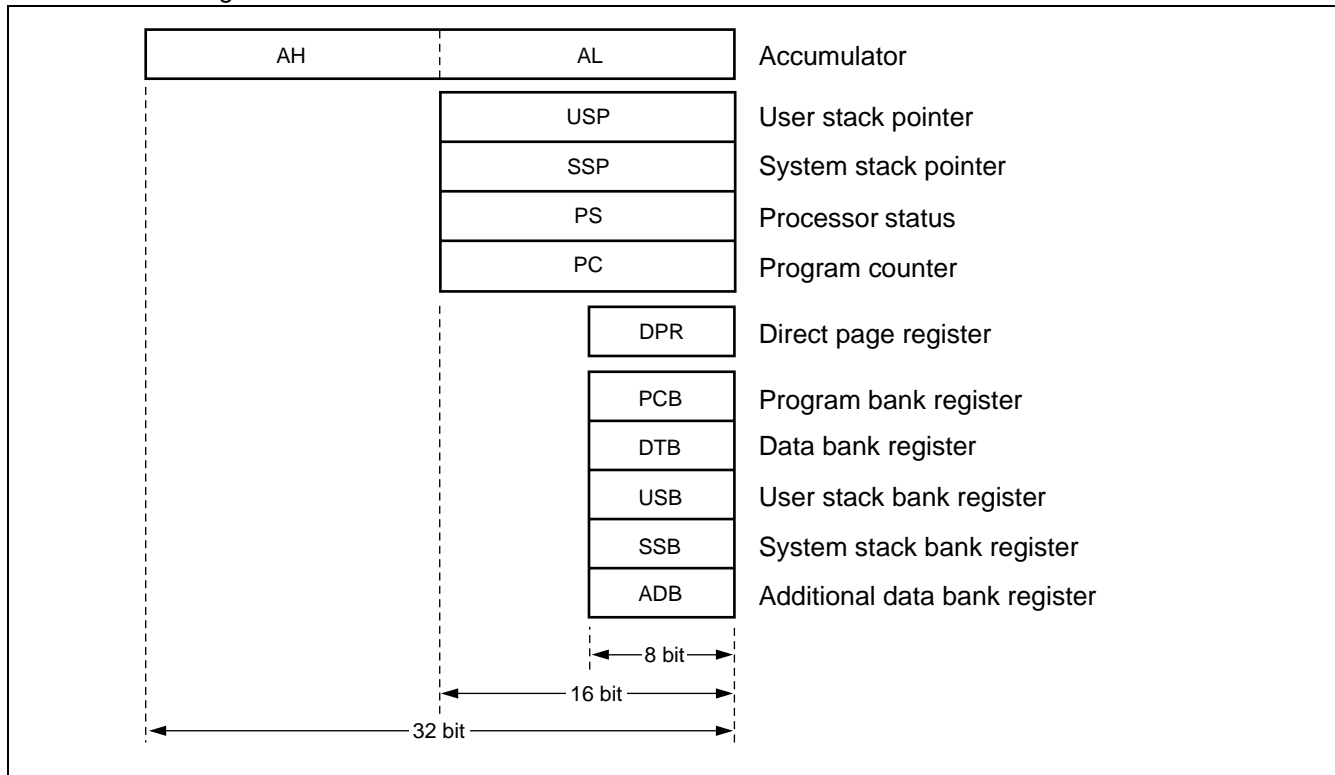 AH AL Accumulator
USP User stack pointer
SSP System stack pointer
PS Processor status
PC Program counter
DPR Direct page register
PCB Program bank register
DTB Data bank register
USB User stack bank register
SSB System stack bank register
ADB Additional data bank register
8 bit
16 bit
32 bit